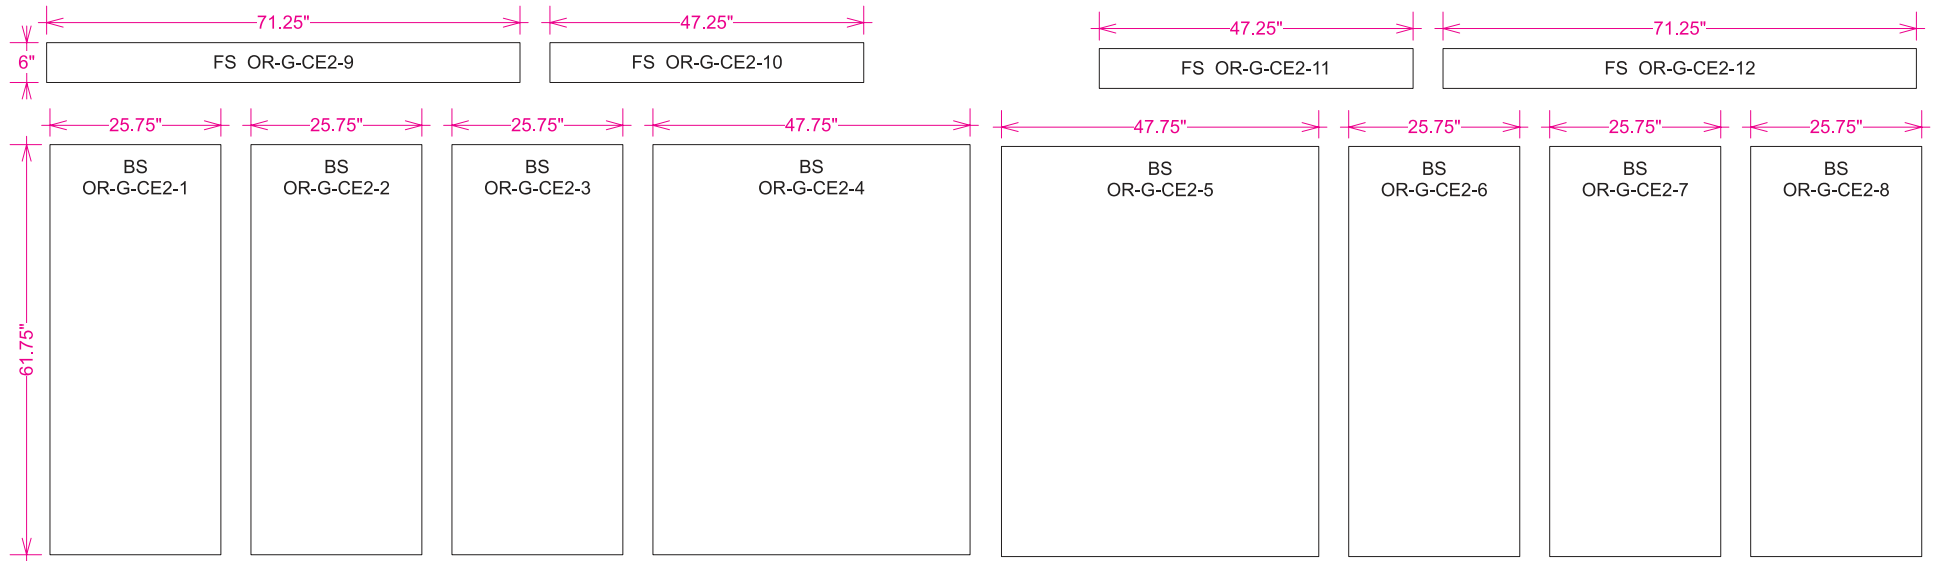 71.25"
47.25"
47.25"
71.25"
6"
FS OR-G-CE2-9
FS OR-G-CE2-10
FS OR-G-CE2-11
FS OR-G-CE2-12
25.75"
25.75"
25.75"
47.75"
47.75"
25.75"
25.75"
25.75"
61.75"
BS
OR-G-CE2-1
BS
OR-G-CE2-2
BS
OR-G-CE2-3
BS
OR-G-CE2-4
BS
OR-G-CE2-5
BS
OR-G-CE2-6
BS
OR-G-CE2-7
BS
OR-G-CE2-8